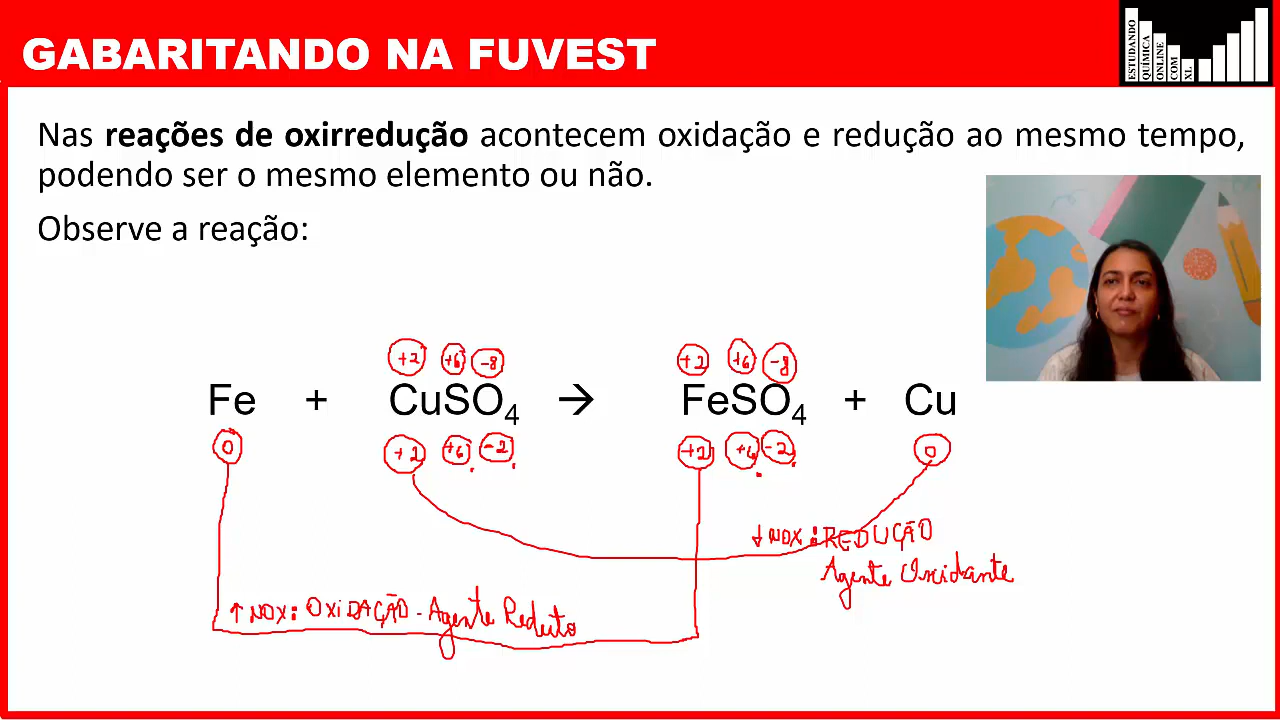 GABARITANDO NA FUVEST
ESTUDANDO
QUÍMICA
ONLINE
COM
XL
Nas reações de oxirredução acontecem oxidação e redução ao mesmo tempo,
podendo ser o mesmo elemento ou não.
Observe a reação:
+2 +6 -8 +2 +6 -8
Fe + CuSO₄ → FeSO₄ + Cu
0 +2 +6 -2 +2 +6 -2 0
↓ NOX: REDUÇÃO
Agente Oxidante
↑ NOX: OXIDAÇÃO - Agente Reduto